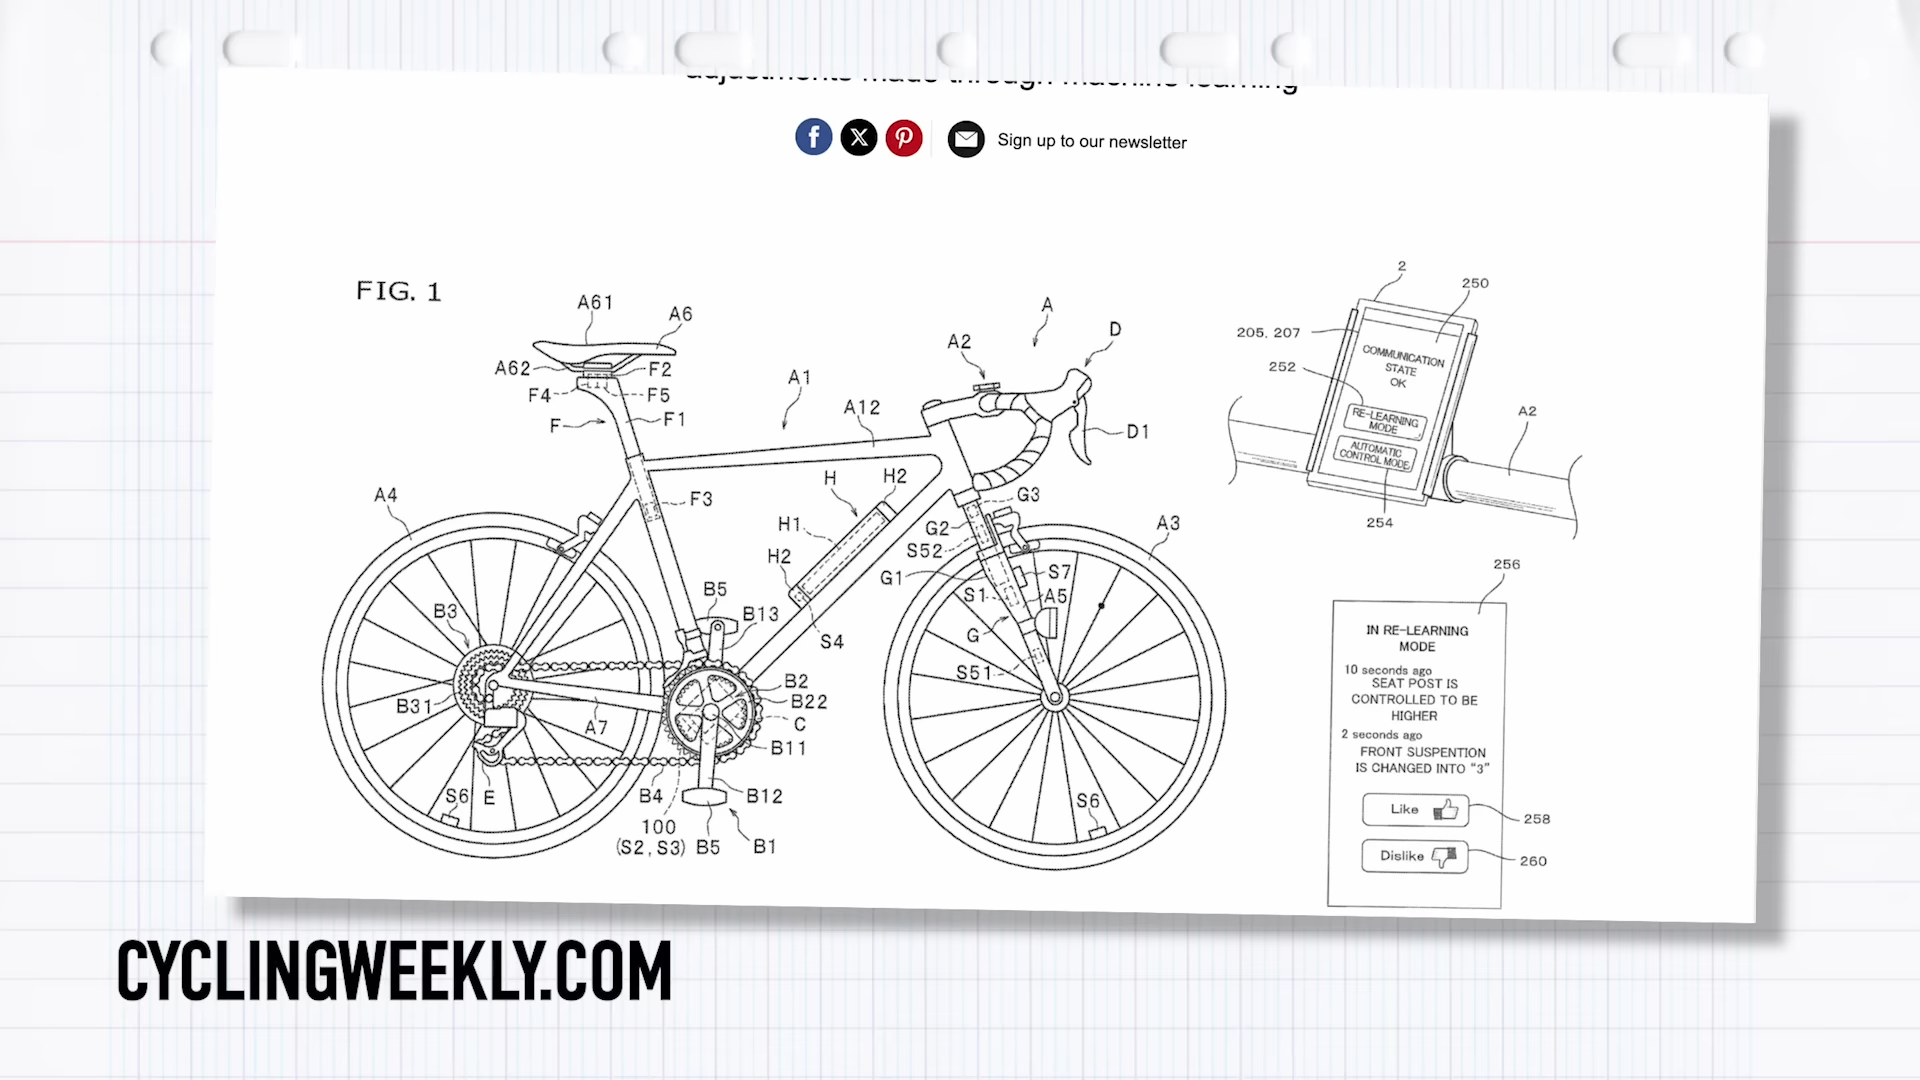 adjustments made through machine learning
f X Sign up to our newsletter
FIG. 1
A61
A6
A62
F2
F4
F5
F
F1
A1
A12
A2
A
D
D1
A4
F3
H
H2
H1
H2
G3
G2
S52
G1
S7
S1
A5
A3
G
S51
B5
B13
S4
B3
B2
B22
C
B31
A7
B11
S6
E
B4
B12
100
(S2, S3)
B5
B1
S6
2
250
205, 207
COMMUNICATION
STATE
OK
252
RE-LEARNING
MODE
AUTOMATIC
CONTROL MODE
A2
254
256
IN RE-LEARNING
MODE
10 seconds ago
SEAT POST IS
CONTROLLED TO BE
HIGHER
2 seconds ago
FRONT SUSPENTION
IS CHANGED INTO "3"
Like
258
Dislike
260
CYCLINGWEEKLY.COM